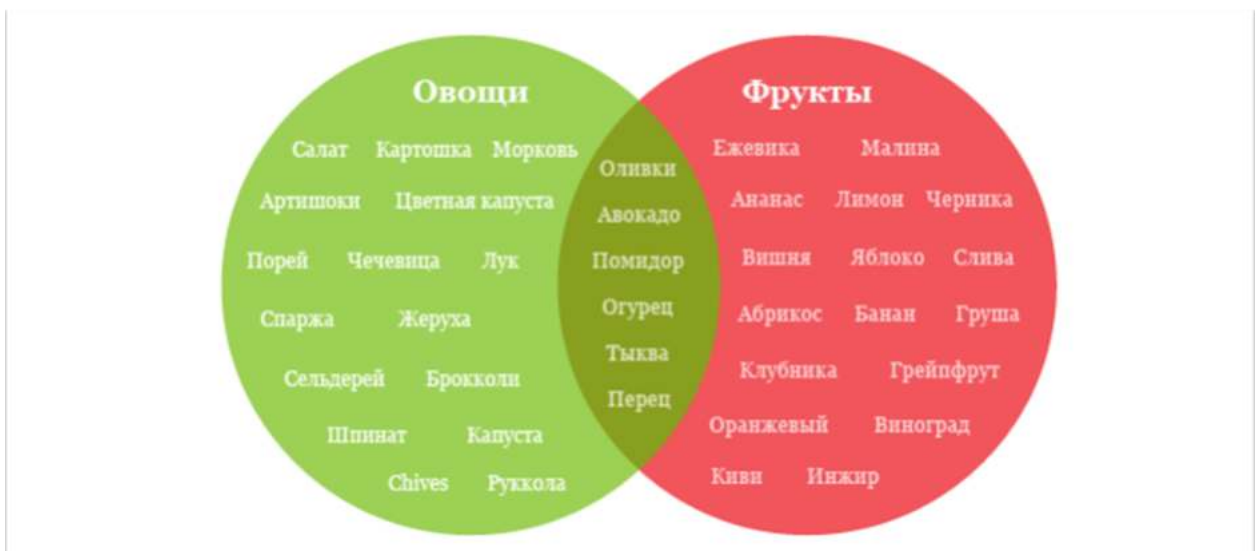 Овощи
Салат Картошка Морковь
Артишоки Цветная капуста
Порей Чечевица Лук
Спаржа Жеруха
Сельдерей Брокколи
Шпинат Капуста
Chives Руккола
Оливки
Авокадо
Помидор
Огурец
Тыква
Перец
Фрукты
Ежевика Малина
Ананас Лимон Черника
Вишня Яблоко Слива
Абрикос Банан Груша
Клубника Грейпфрут
Оранжевый Виноград
Киви Инжир